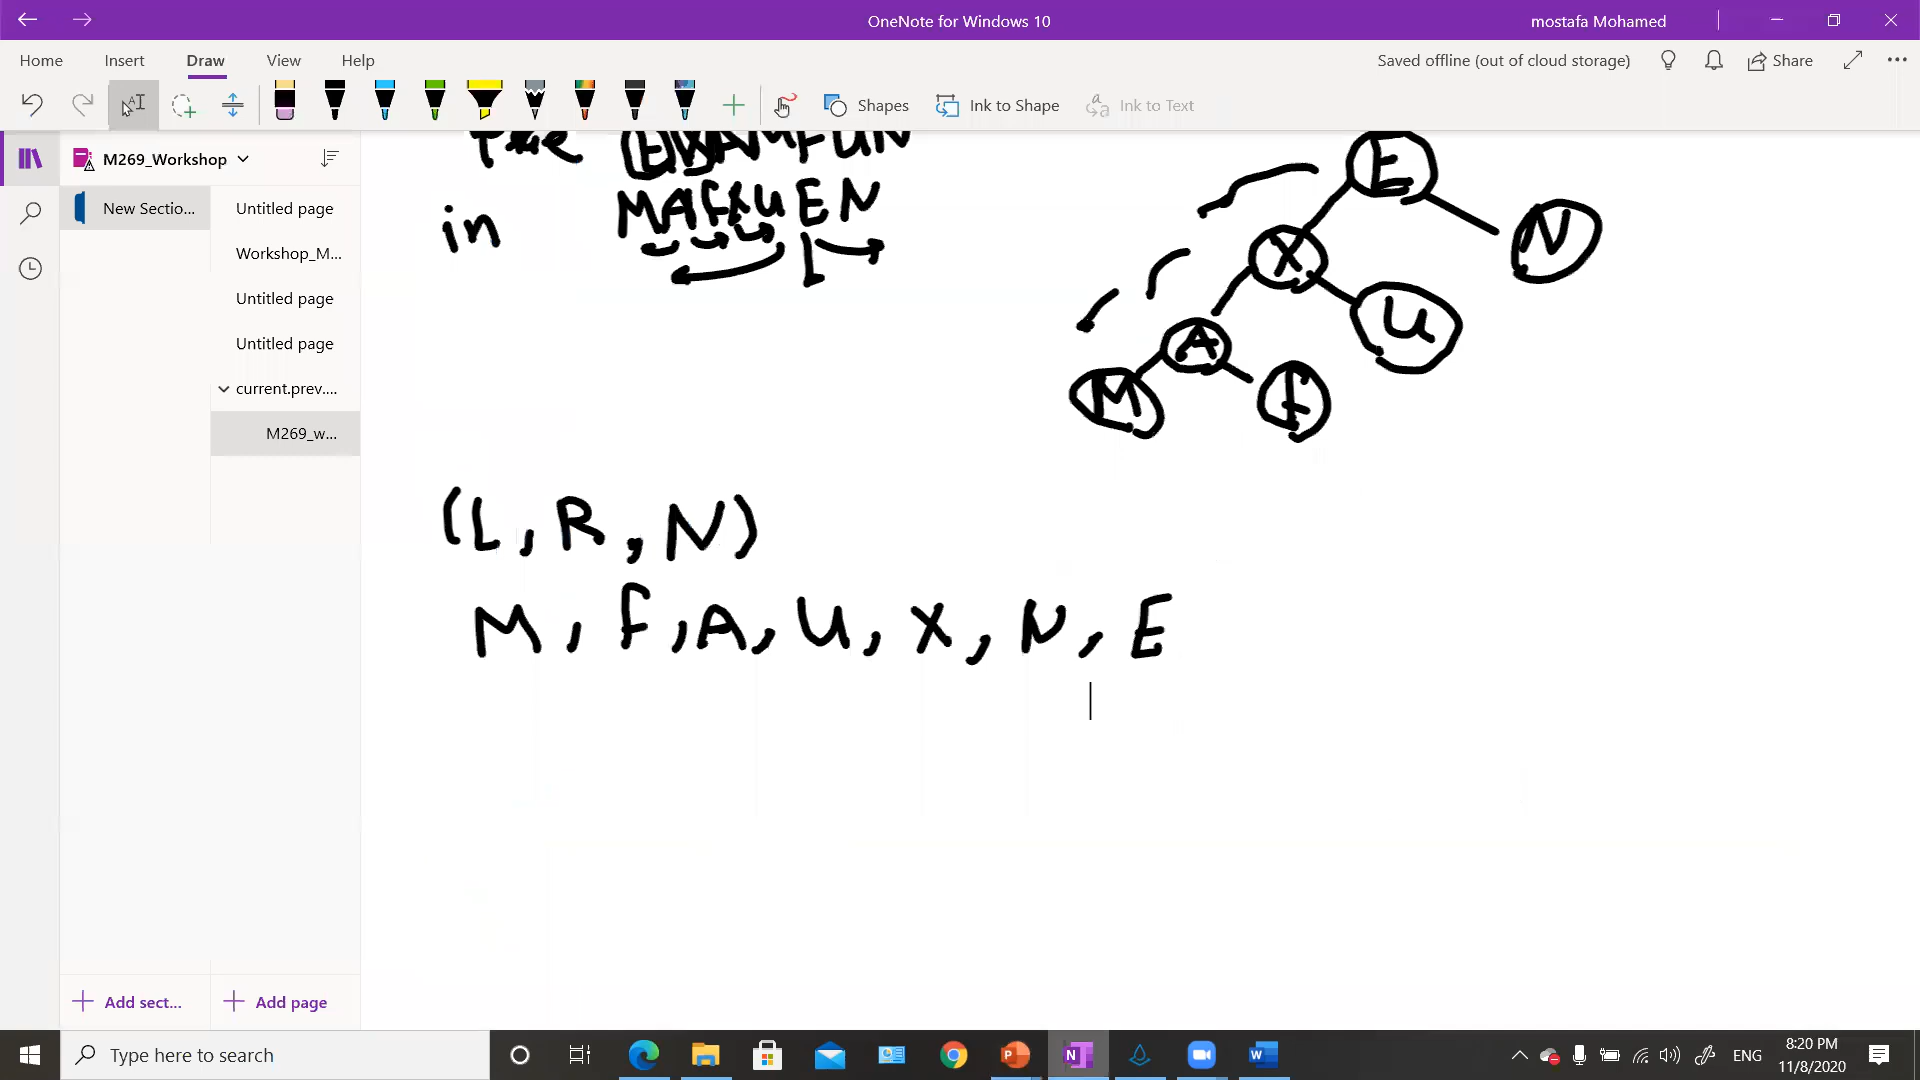 OneNote for Windows 10
mostafa Mohamed
Home Insert Draw View Help
Saved offline (out of cloud storage) Share
Shapes Ink to Shape Ink to Text
M269_Workshop
New Sectio...
Untitled page
Workshop_M...
Untitled page
Untitled page
current.prev....
M269_w...
EXAMFUN
in MAFXUEN
E
X N
A U
M F
(L, R, N)
M, F, A, U, X, N, E
Add sect... Add page
Type here to search
ENG
8:20 PM
11/8/2020